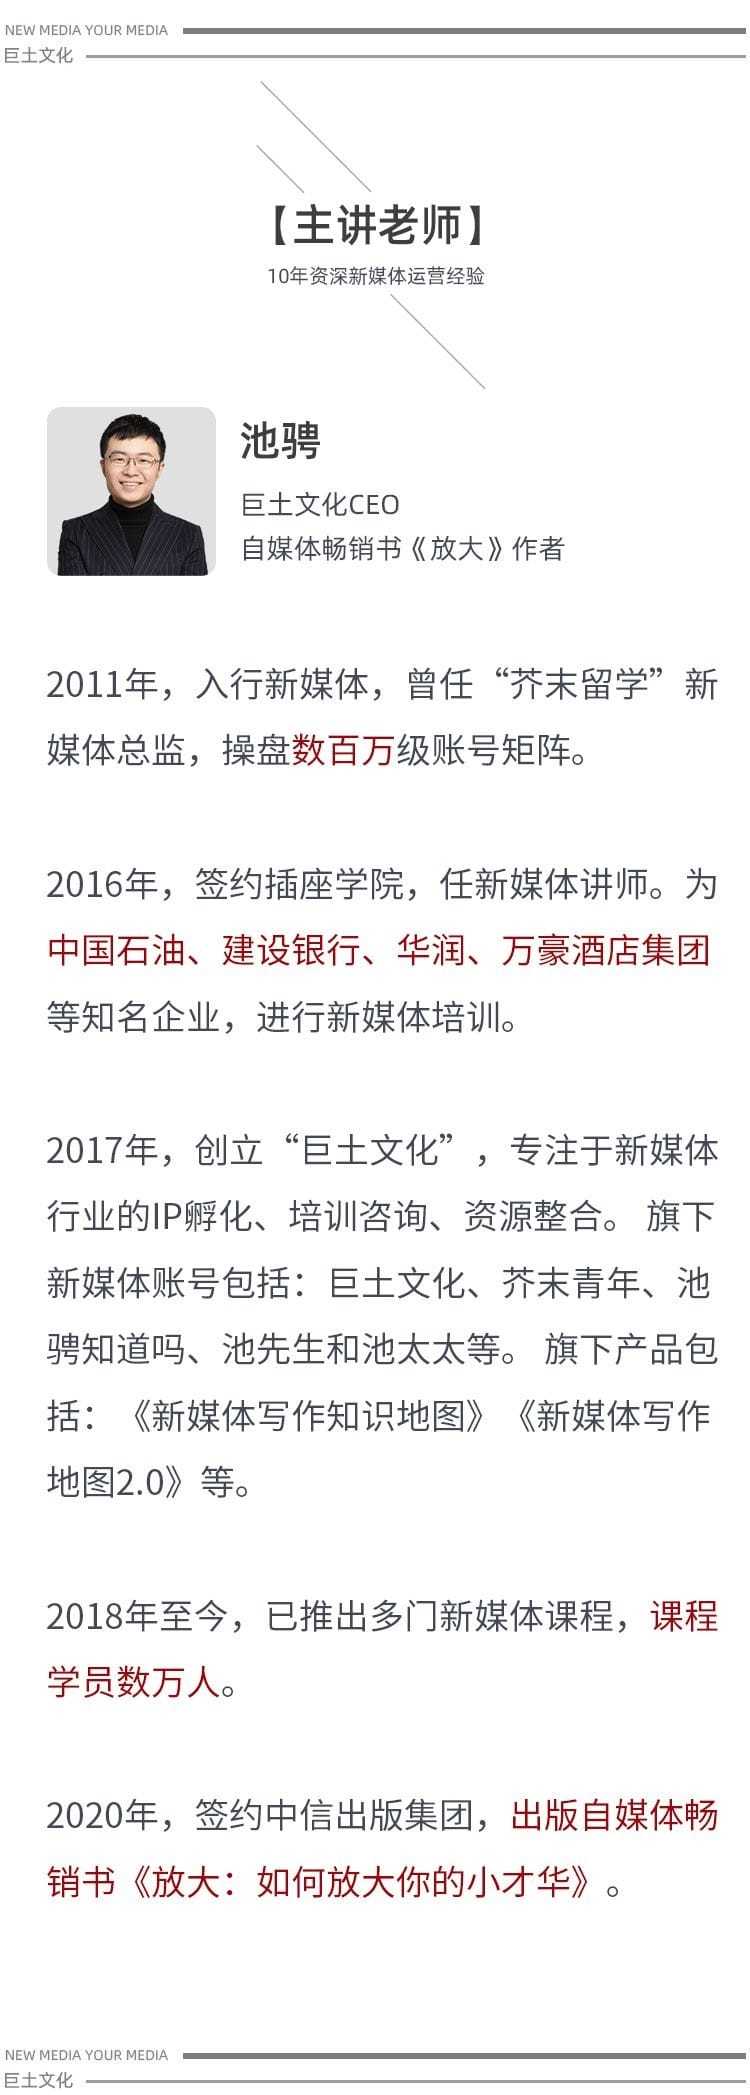 NEW MEDIA YOUR MEDIA
巨土文化
【主讲老师】
10年资深新媒体运营经验
池骋
巨土文化CEO
自媒体畅销书《放大》作者
2011年，入行新媒体，曾任“芥末留学”新
媒体总监，操盘数百万级账号矩阵。
2016年，签约插座学院，任新媒体讲师。为
中国石油、建设银行、华润、万豪酒店集团
等知名企业，进行新媒体培训。
2017年，创立“巨土文化”，专注于新媒体
行业的IP孵化、培训咨询、资源整合。 旗下
新媒体账号包括：巨土文化、芥末青年、池
骋知道吗、池先生和池太太等。 旗下产品包
括：《新媒体写作知识地图》《新媒体写作
地图2.0》等。
2018年至今，已推出多门新媒体课程，课程
学员数万人。
2020年，签约中信出版集团，出版自媒体畅
销书《放大：如何放大你的小才华》。
NEW MEDIA YOUR MEDIA
巨土文化